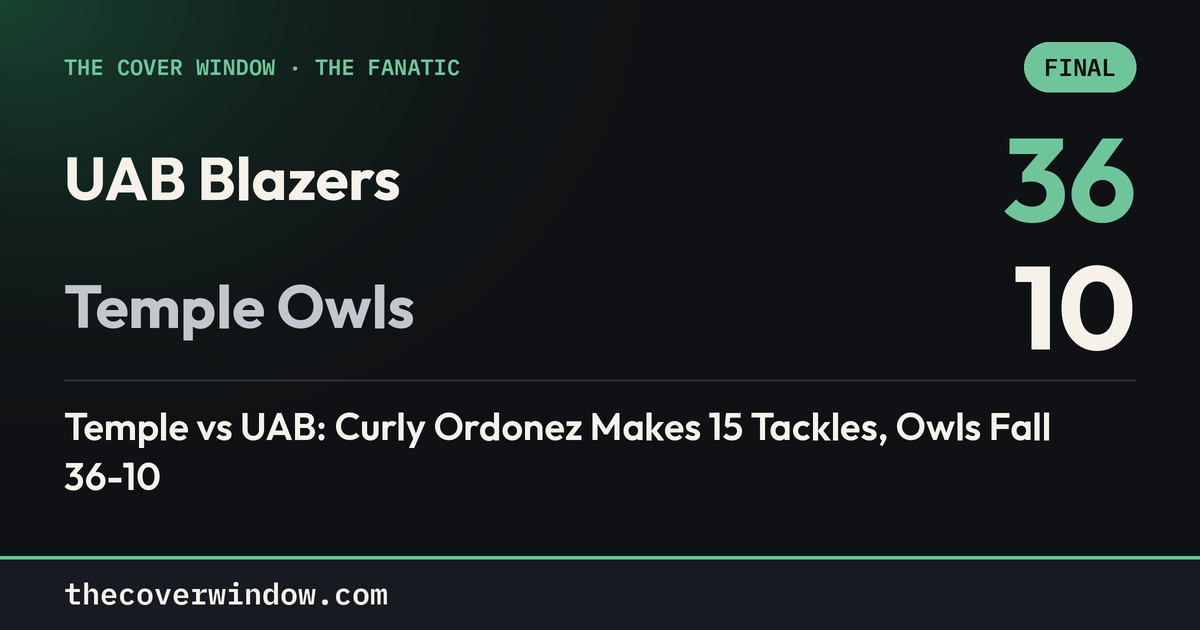 THE COVER WINDOW · THE FANATIC
FINAL
UAB Blazers
36
Temple Owls
10
Temple vs UAB: Curly Ordonez Makes 15 Tackles, Owls Fall
36-10
thecoverwindow.com